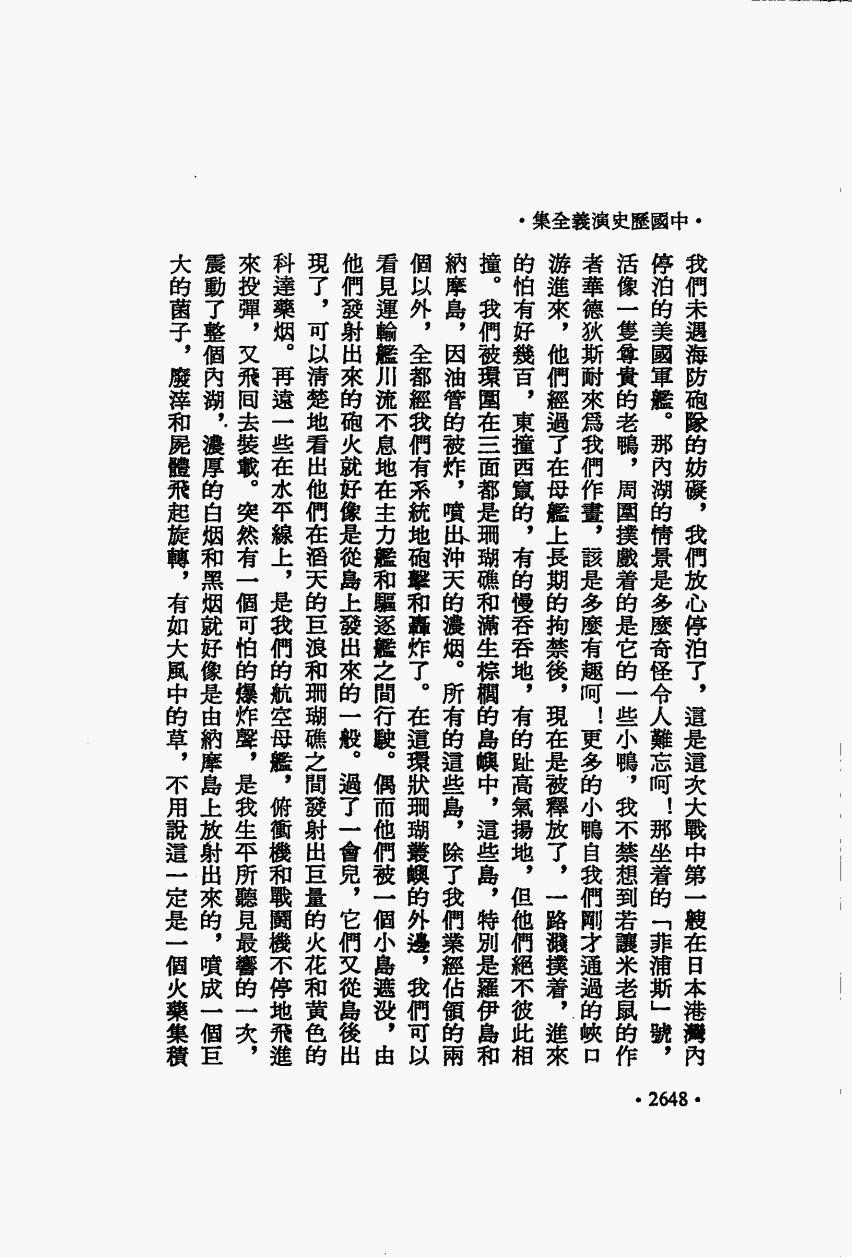 ·中國歷史演義全集·
我們未遇海防砲隊的妨礙，我們放心停泊了，這是這次大戰中第一艘在日本港灣內
停泊的美國軍艦。那內湖的情景是多麼奇怪令人難忘呵！那坐着的「菲浦斯」號，
活像一隻尊貴的老鴨，周圍撲戲着的是它的一些小鴨，我不禁想到若讓米老鼠的作
者華德狄斯耐來爲我們作畫，該是多麼有趣呵！更多的小鴨自我們剛才通過的峽口
游進來，他們經過了在母艦上長期的拘禁後，現在是被釋放了，一路濺撲着，進來
的怕有好幾百，東撞西竄的，有的慢吞吞地，有的趾高氣揚地，但他們絕不彼此相
撞。我們被環圍在三面都是珊瑚礁和滿生棕櫚的島嶼中，這些島，特別是羅伊島和
納摩島，因油管的被炸，噴出沖天的濃烟。所有的這些島，除了我們業經佔領的兩
個以外，全都經我們有系統地砲擊和轟炸了。在這環狀珊瑚叢嶼的外邊，我們可以
看見運輸艦川流不息地在主力艦和驅逐艦之間行駛。偶而他們被一個小島遮没，由
他們發射出來的砲火就好像是從島上發出來的一般。過了一會兒，它們又從島後出
現了，可以清楚地看出他們在滔天的巨浪和珊瑚礁之間發射出巨量的火花和黃色的
科達藥烟。再遠一些在水平線上，是我們的航空母艦，俯衝機和戰鬪機不停地飛進
來投彈，又飛回去裝載。突然有一個可怕的爆炸聲，是我生平所聽見最響的一次，
震動了整個內湖，濃厚的白烟和黑烟就好像是由納摩島上放射出來的，噴成一個巨
大的菌子，廢滓和屍體飛起旋轉，有如大風中的草，不用說這一定是一個火藥集積
·2648·